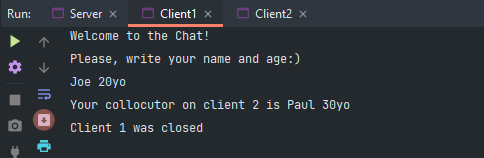 Run: Server Client1 Client2
Welcome to the Chat!
Please, write your name and age:)
Joe 20yo
Your collocutor on client 2 is Paul 30yo
Client 1 was closed